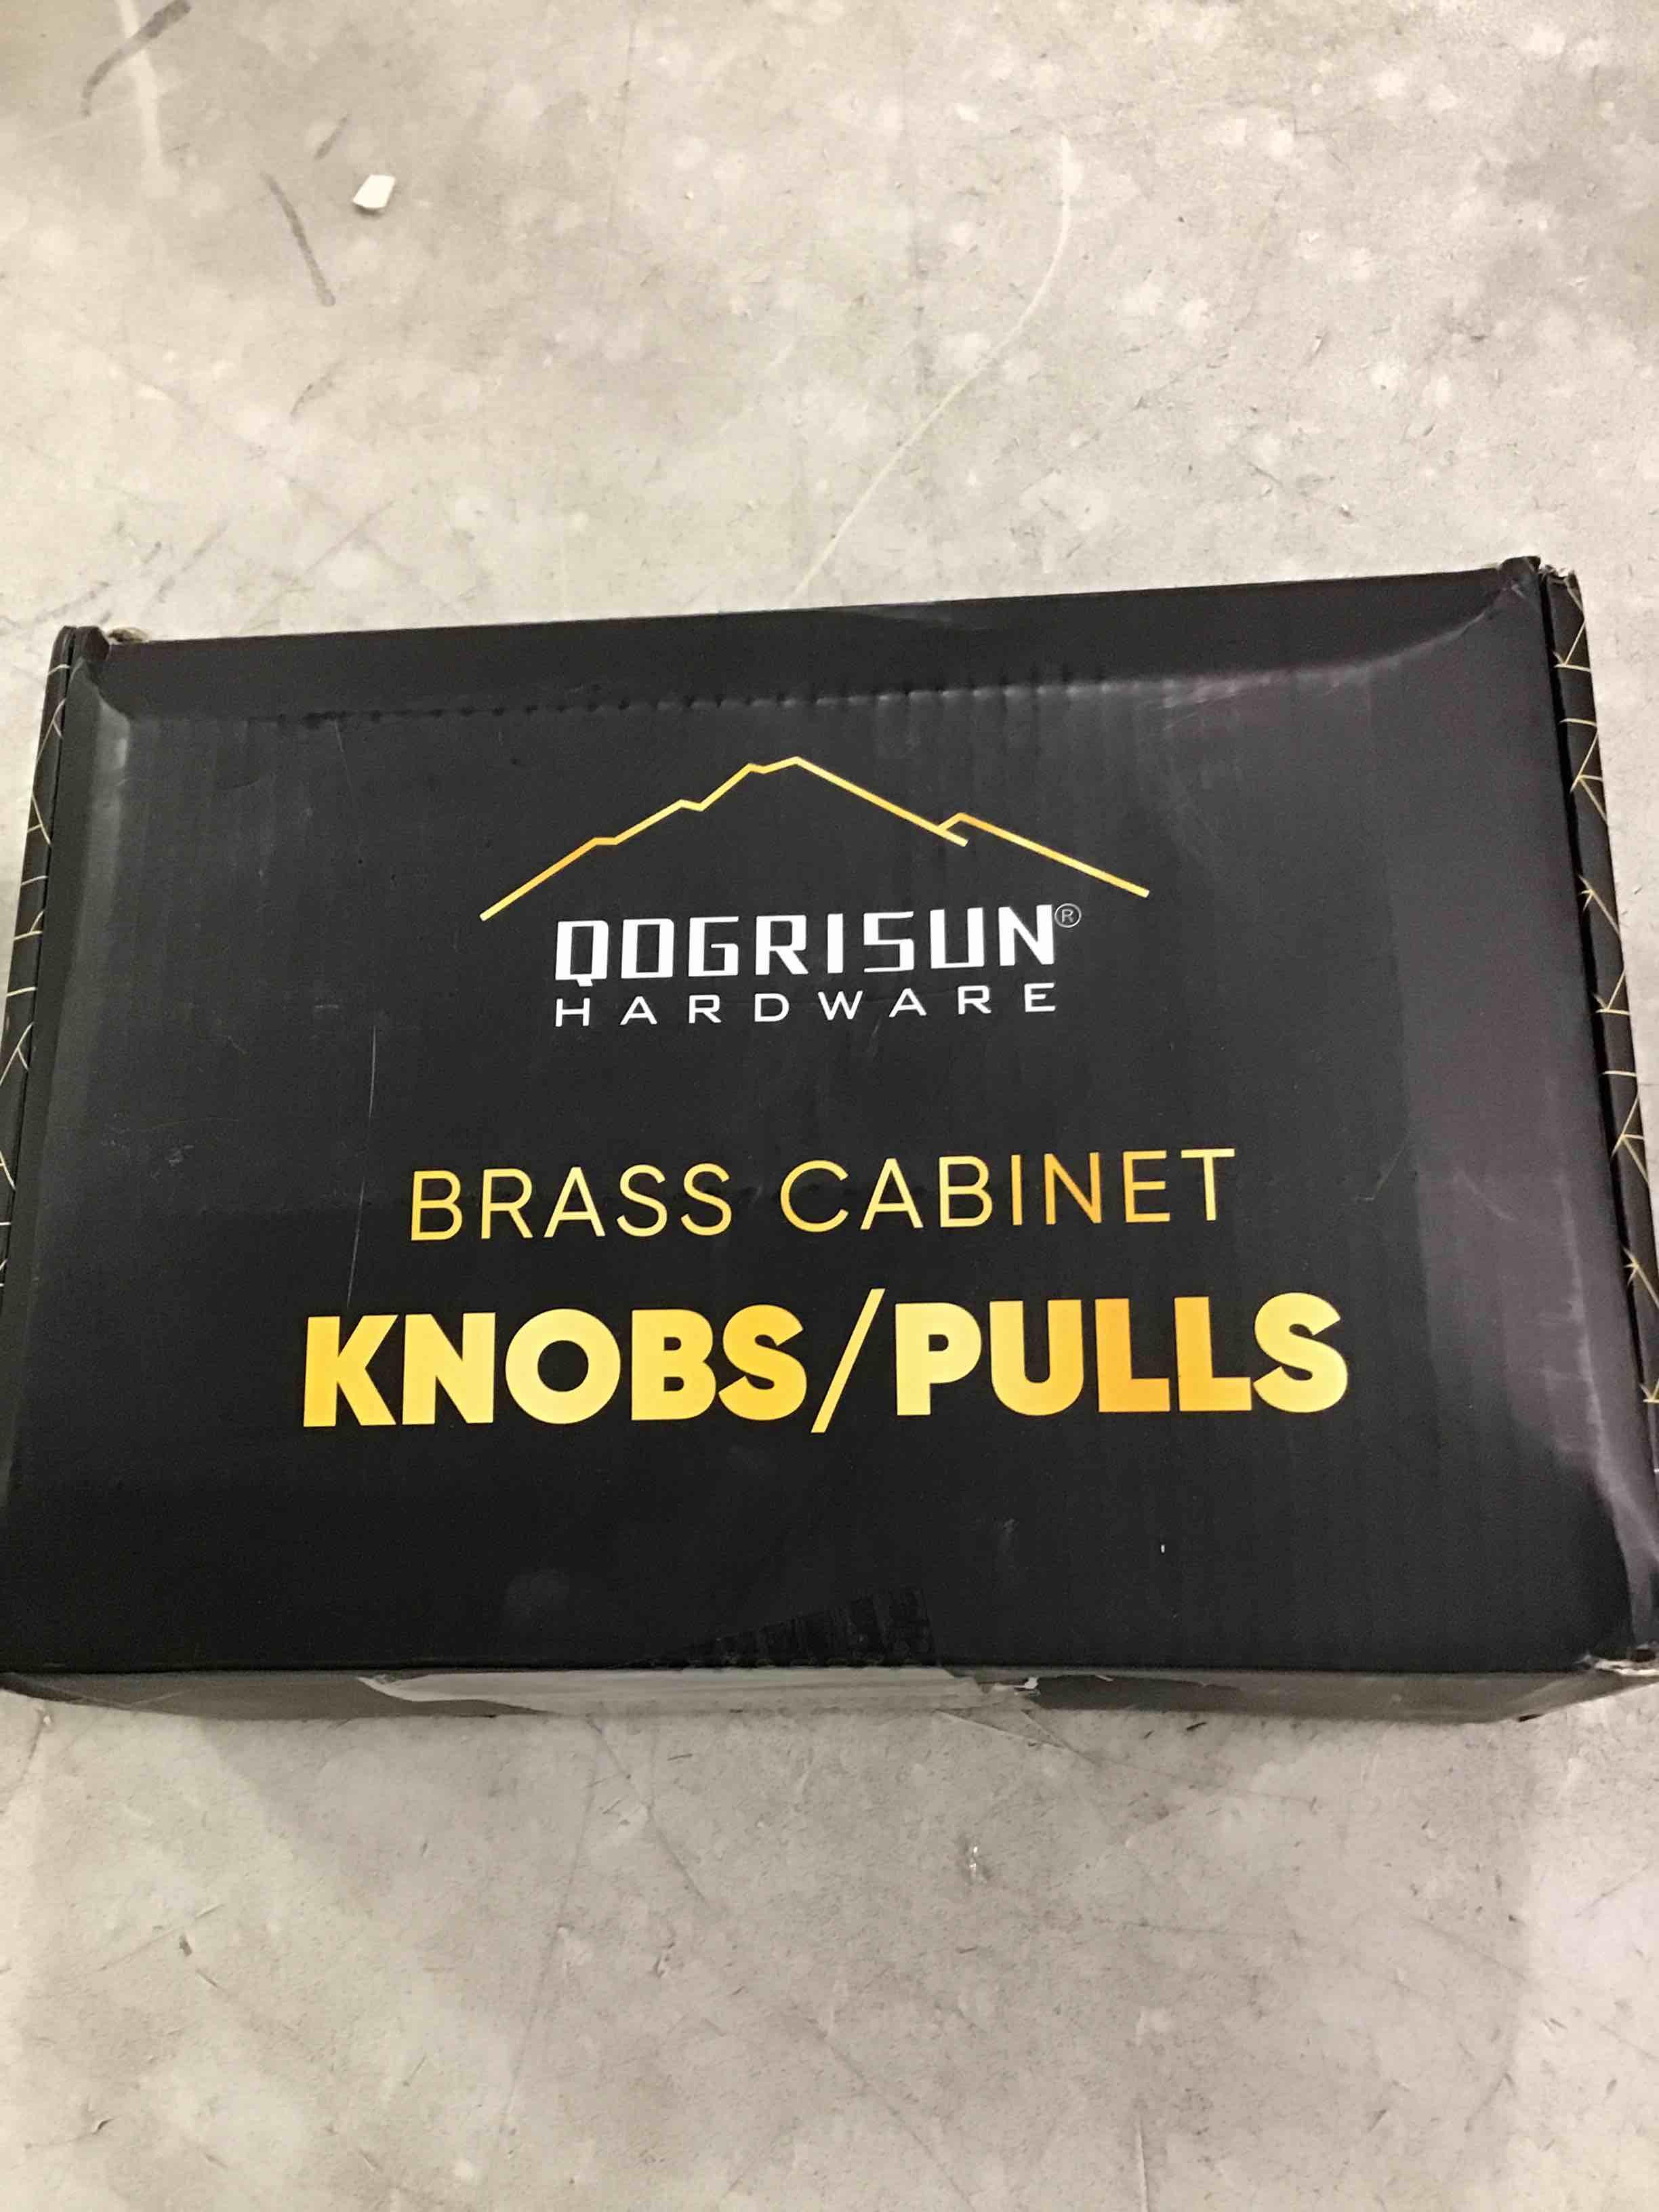 QOGRISUN®
HARDWARE
BRASS CABINET
KNOBS/PULLS